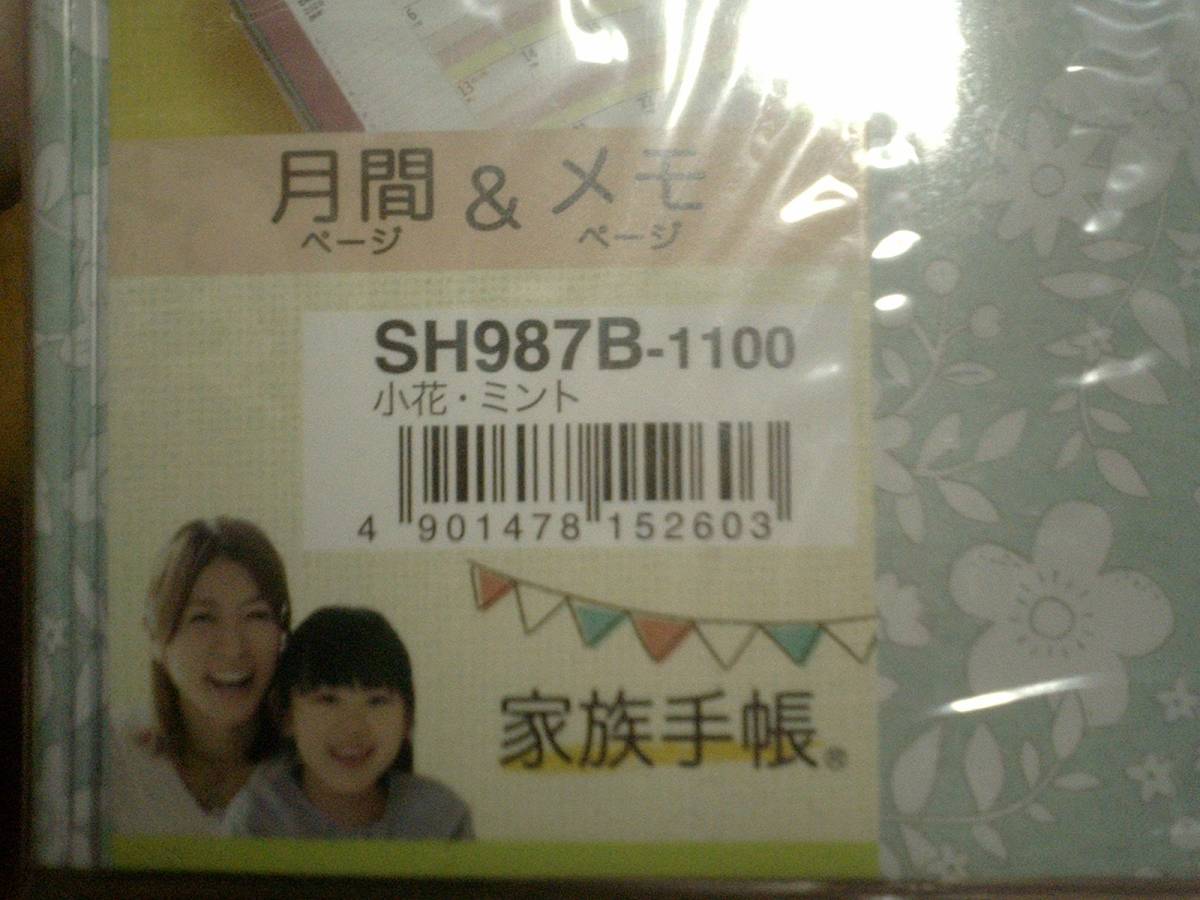 月間 & メモ
ページ ページ
SH987B-1100
小花・ミント
4 901478 152603
家族手帳®